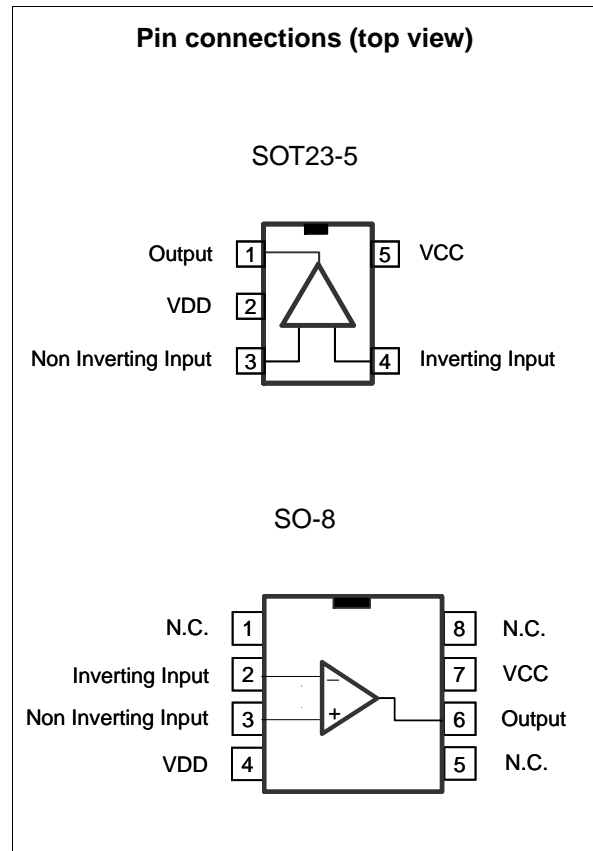 Pin connections (top view)
SOT23-5
Output 1 5 VCC
VDD 2
Non Inverting Input 3 4 Inverting Input
SO-8
N.C. 1 8 N.C.
Inverting Input 2 − 7 VCC
Non Inverting Input 3 + 6 Output
VDD 4 5 N.C.